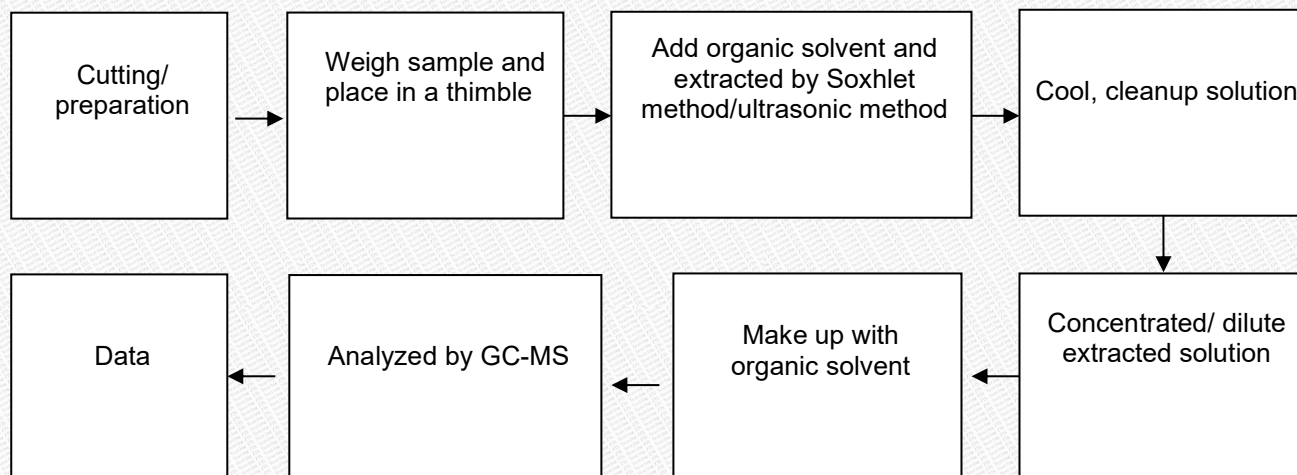 Cutting/
preparation
Weigh sample and
place in a thimble
Add organic solvent and
extracted by Soxhlet
method/ultrasonic method
Cool, cleanup solution
Concentrated/ dilute
extracted solution
Make up with
organic solvent
Analyzed by GC-MS
Data